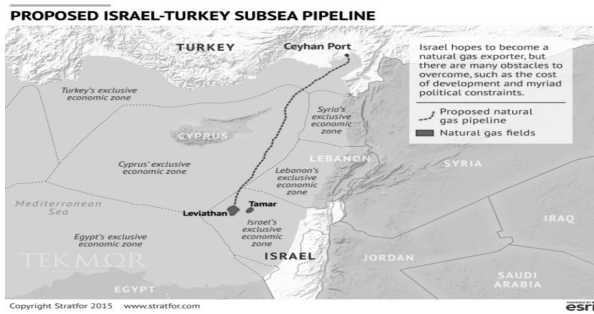 PROPOSED ISRAEL-TURKEY SUBSEA PIPELINE
TURKEY
Ceyhan Port
Israel hopes to become a
natural gas exporter, but
there are many obstacles to
overcome, such as the cost
of development and myriad
political constraints.
Proposed natural
gas pipeline
Natural gas fields
Turkey's exclusive
economic zone
Syria's
exclusive
economic
zone
CYPRUS
LEBANON
SYRIA
Cyprus' exclusive
economic zone
Lebanon's
exclusive
economic
zone
Mediterranean
Sea
Leviathan
Tamar
IRAQ
Israel's
exclusive
economic
zone
Egypt's exclusive
economic zone
TEKMOR
ISRAEL
JORDAN
SAUDI
ARABIA
EGYPT
Copyright Stratfor 2015 www.stratfor.com
POWERED BY
esri